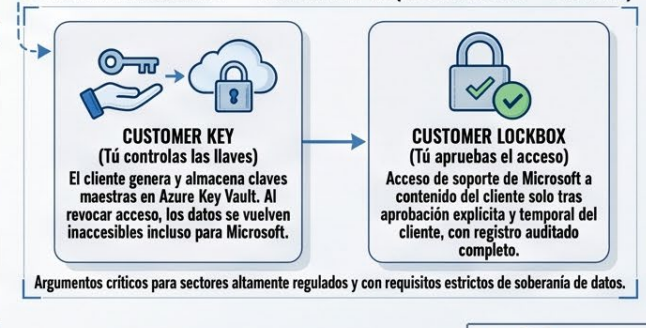 CUSTOMER KEY
(Tú controlas las llaves)
El cliente genera y almacena claves
maestras en Azure Key Vault. Al
revocar acceso, los datos se vuelven
inaccesibles incluso para Microsoft.
CUSTOMER LOCKBOX
(Tú apruebas el acceso)
Acceso de soporte de Microsoft a
contenido del cliente solo tras
aprobación explicita y temporal del
cliente, con registro auditado
completo.
Argumentos críticos para sectores altamente regulados y con requisitos estrictos de soberanía de datos.